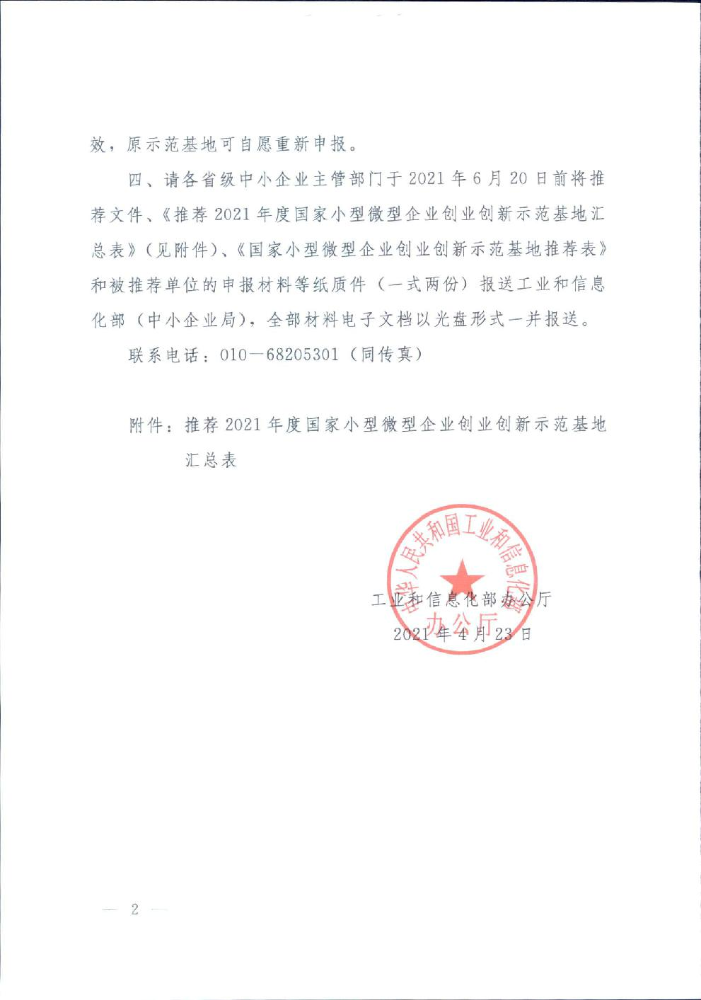 效，原示范基地可自愿重新申报。
四、请各省级中小企业主管部门于 2021 年 6 月 20 日前将推
荐文件、《推荐 2021 年度国家小型微型企业创业创新示范基地汇
总表》（见附件）、《国家小型微型企业创业创新示范基地推荐表》
和被推荐单位的申报材料等纸质件（一式两份）报送工业和信息
化部（中小企业局），全部材料电子文档以光盘形式一并报送。
联系电话：010—68205301（同传真）
附件：推荐 2021 年度国家小型微型企业创业创新示范基地
汇总表
中华人民共和国工业和信息化部
工业和信息化部办公厅
办公厅
2021 年 4 月 23 日
— 2 —